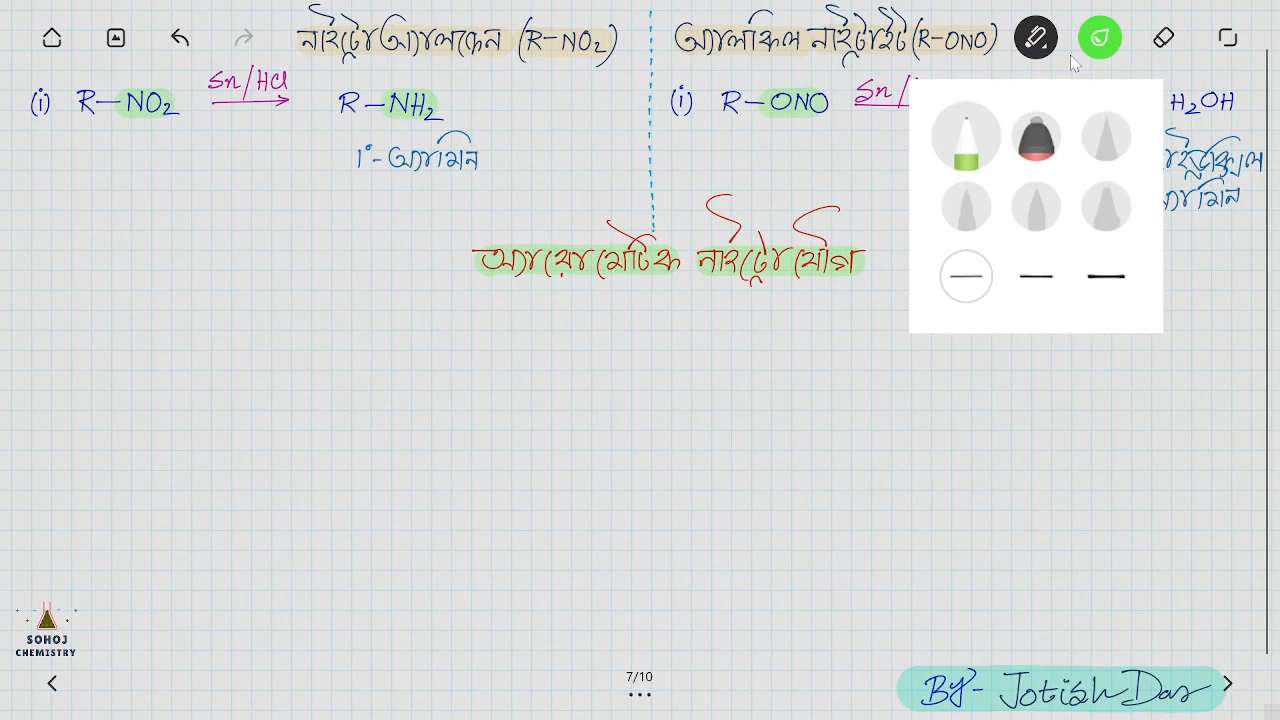 নাইট্রোঅ্যালকেন (R-NO₂)
অ্যালকিল নাইট্রাইট (R-ONO)
(i) R-NO₂ Sn/HCl R-NH₂
1°-অ্যামিন
(i) R-ONO Sn/ H₂OH
অ্যারোমেটিক নাইট্রোযৌগ
SOHOJ
CHEMISTRY
7/10
By- Jotish Das